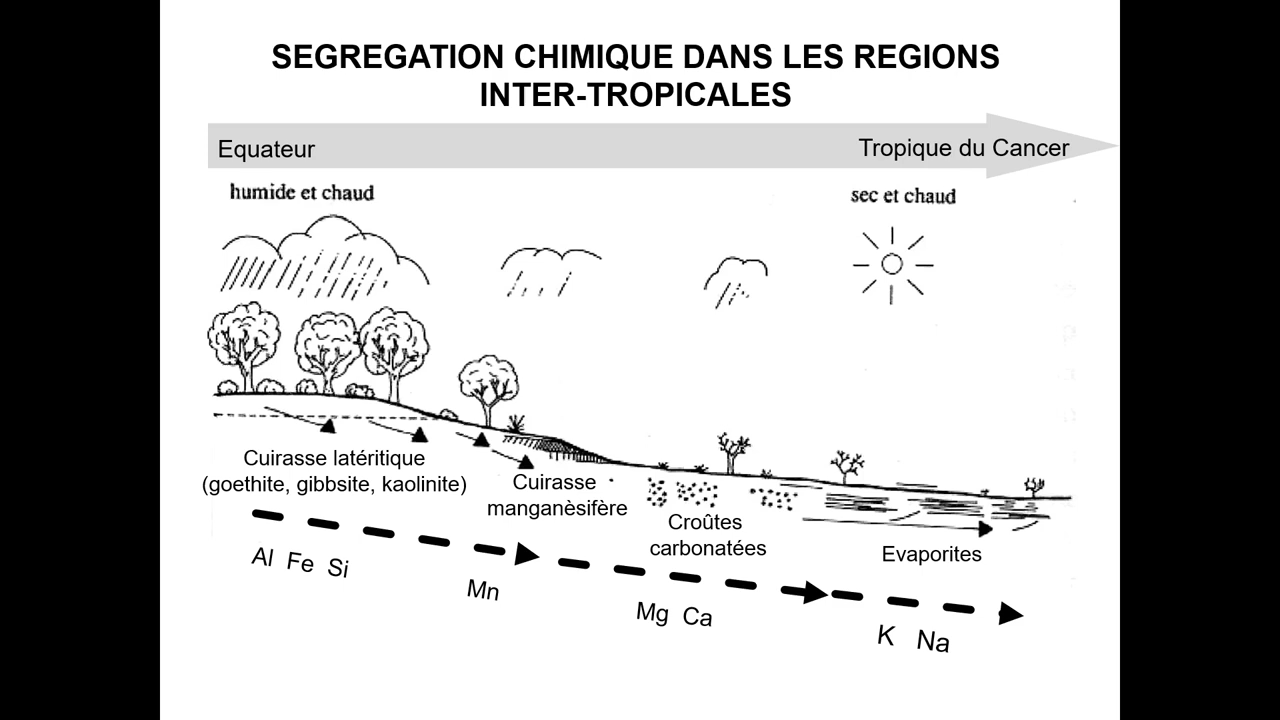 SEGREGATION CHIMIQUE DANS LES REGIONS
INTER-TROPICALES
Equateur
Tropique du Cancer
humide et chaud
sec et chaud
Cuirasse latéritique
(goethite, gibbsite, kaolinite)
Cuirasse
manganèsifère
Croûtes
carbonatées
Evaporites
Al Fe Si
Mn
Mg Ca
K Na